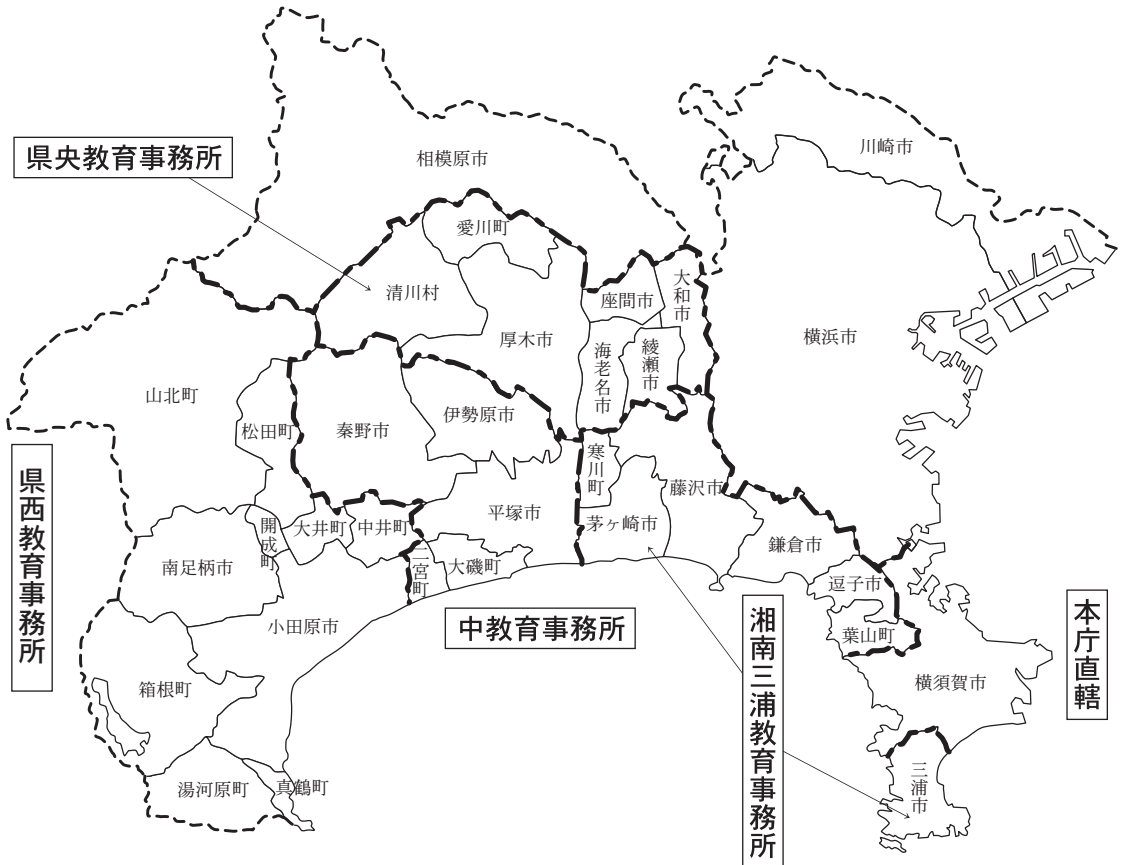 県央教育事務所
相模原市
川崎市
愛川町
清川村
座間市
大和市
厚木市
海老名市
綾瀬市
横浜市
山北町
松田町
秦野市
伊勢原市
寒川町
藤沢市
県西教育事務所
平塚市
茅ヶ崎市
開成町
大井町
中井町
鎌倉市
南足柄市
二宮町
大磯町
逗子市
小田原市
中教育事務所
葉山町
湘南三浦教育事務所
本庁直轄
箱根町
横須賀市
湯河原町
真鶴町
三浦市